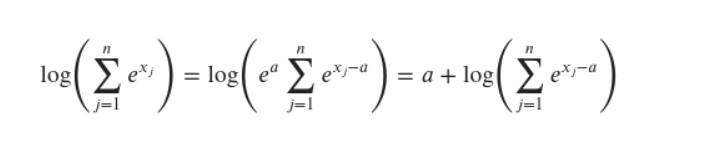 log(∑_{j=1}^{n} e^{x_j}) = log(e^a ∑_{j=1}^{n} e^{x_j−a}) = a + log(∑_{j=1}^{n} e^{x_j−a})